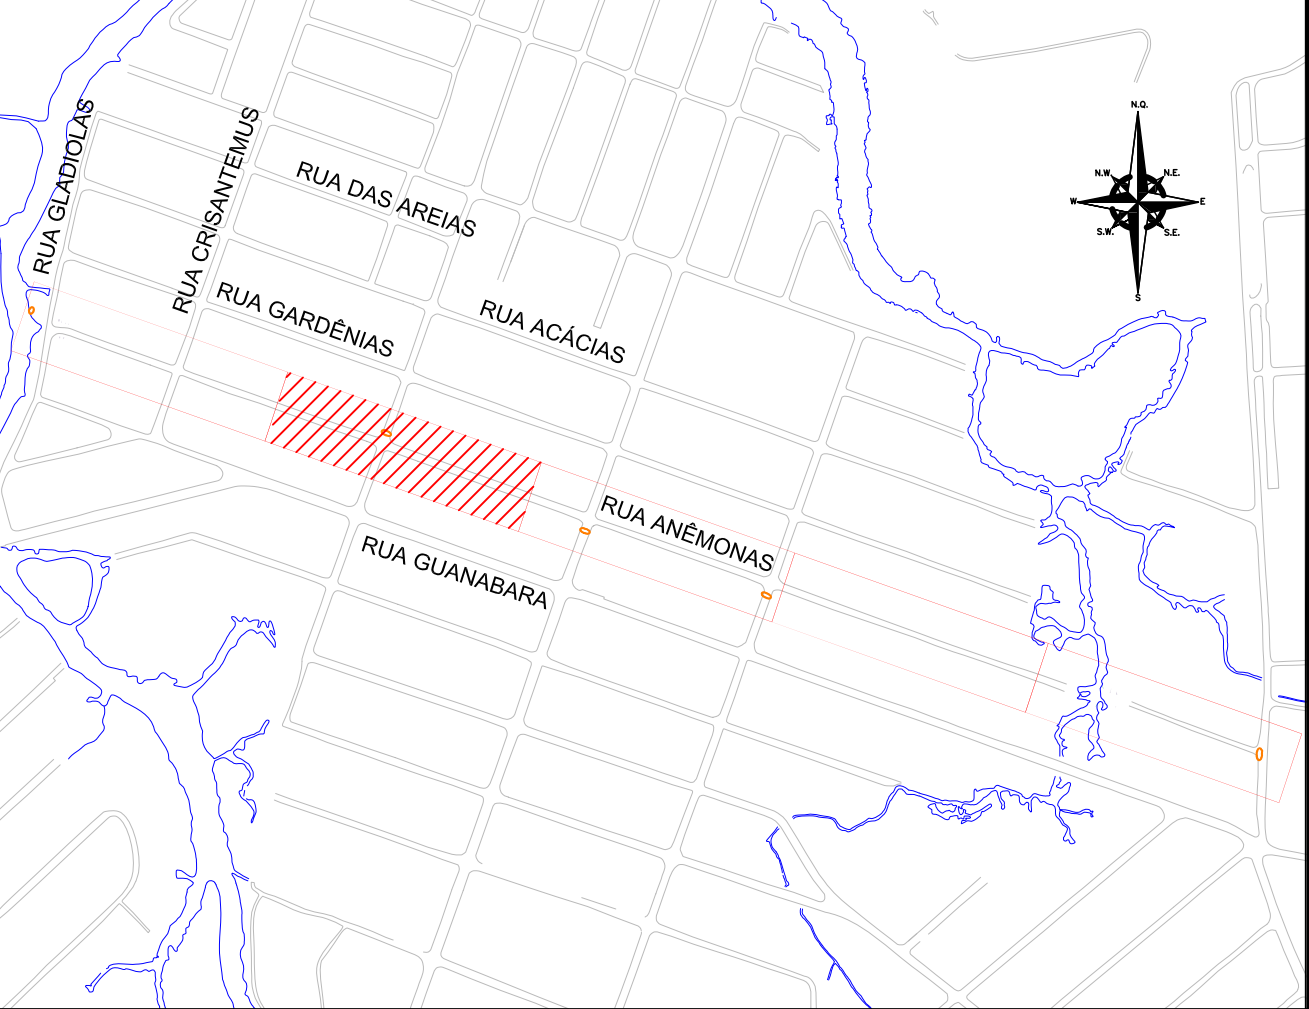 RUA GLADIOLAS
RUA CRISANTEMUS
RUA DAS AREIAS
RUA GARDÊNIAS
RUA ACÁCIAS
RUA ANÊMONAS
RUA GUANABARA
N.Q.
N.W
N.E.
W
E
S.W.
S.E.
S